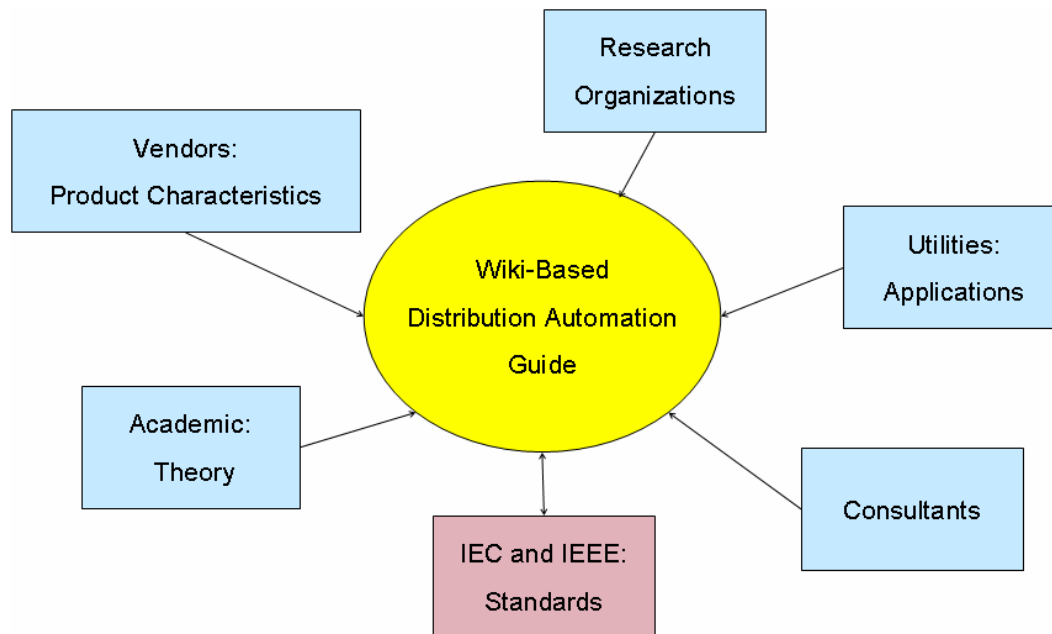 Research
Organizations
Vendors:
Product Characteristics
Utilities:
Applications
Wiki-Based
Distribution Automation
Guide
Academic:
Theory
Consultants
IEC and IEEE:
Standards